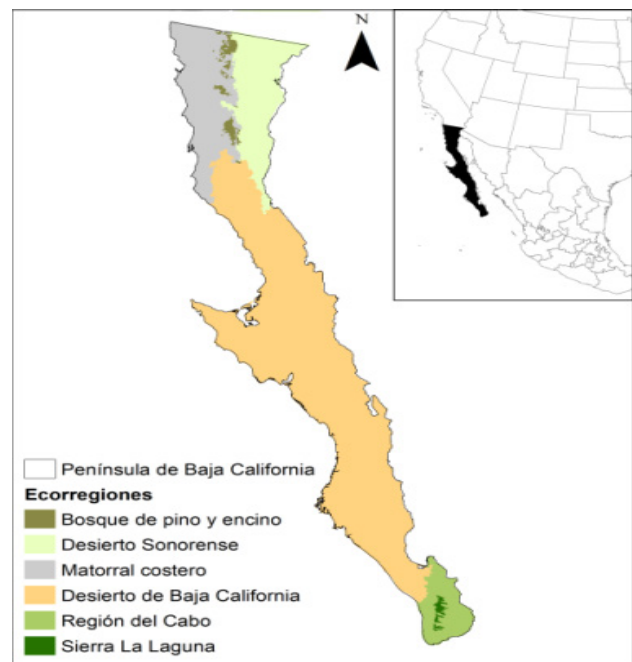 N
Península de Baja California
Ecorregiones
Bosque de pino y encino
Desierto Sonorense
Matorral costero
Desierto de Baja California
Región del Cabo
Sierra La Laguna